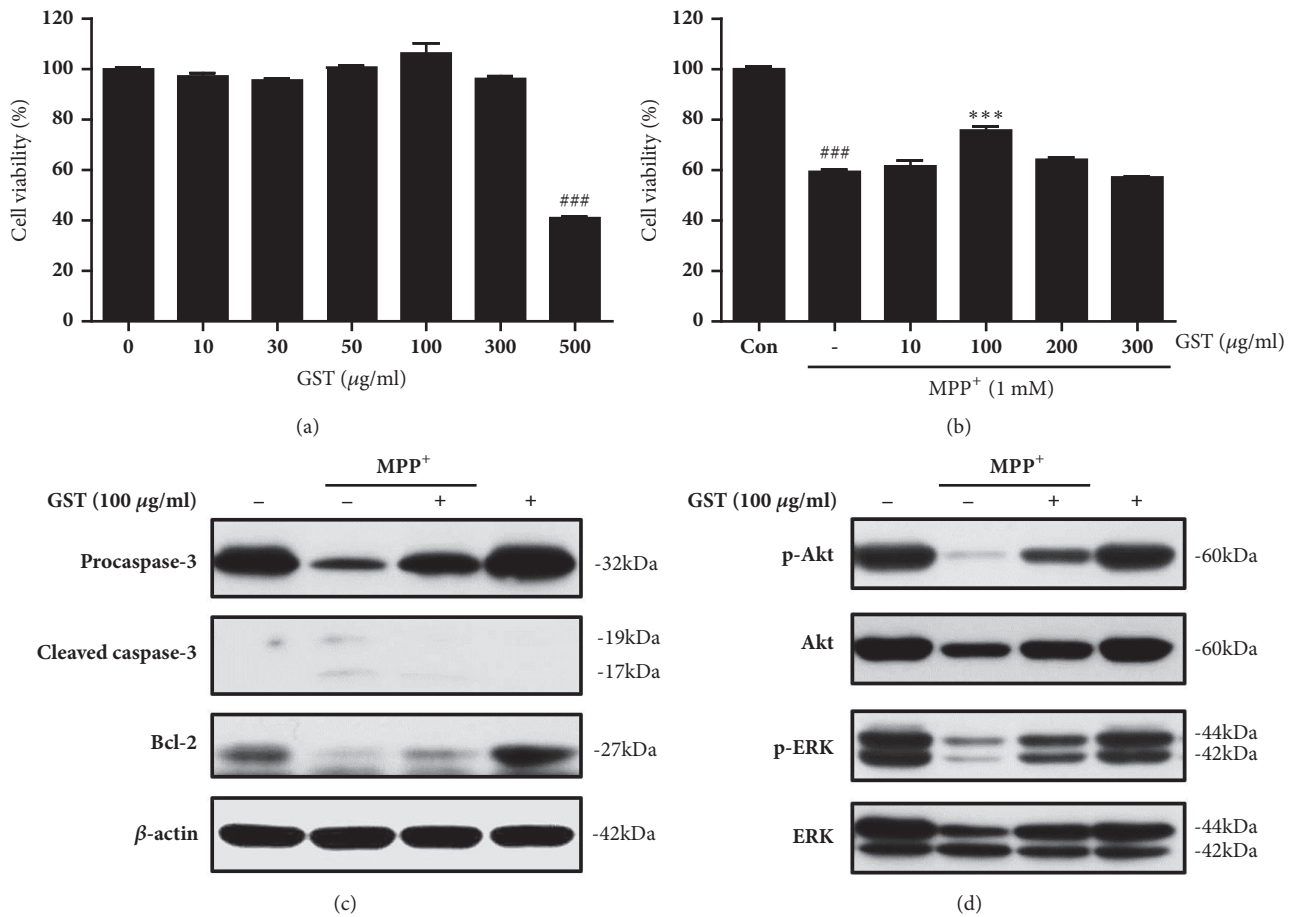 120
100
80
60
40
20
0
Cell viability (%)
###
0 10 30 50 100 300 500
GST (μg/ml)
(a)
120
100
80
60
40
20
0
Cell viability (%)
###
***
Con - 10 100 200 300 GST (μg/ml)
MPP+ (1 mM)
(b)
MPP+
GST (100 μg/ml) – – + +
Procaspase-3 -32kDa
Cleaved caspase-3 -19kDa
-17kDa
Bcl-2 -27kDa
β-actin -42kDa
(c)
MPP+
GST (100 μg/ml) – – + +
p-Akt -60kDa
Akt -60kDa
p-ERK -44kDa
-42kDa
ERK -44kDa
-42kDa
(d)